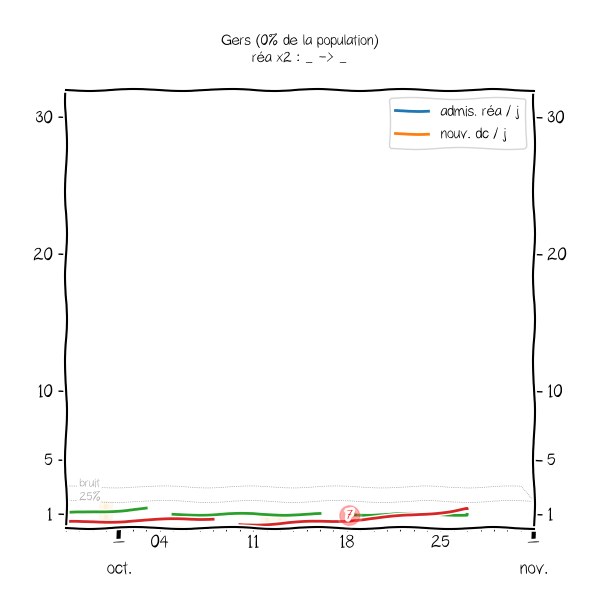 Gers (0% de la population)
réa x2 : _ -> _
admis. réa / j
nouv. dc / j
30
30
20
20
10
10
5
5
bruit
25%
1
1
7
04
11
18
25
oct.
nov.